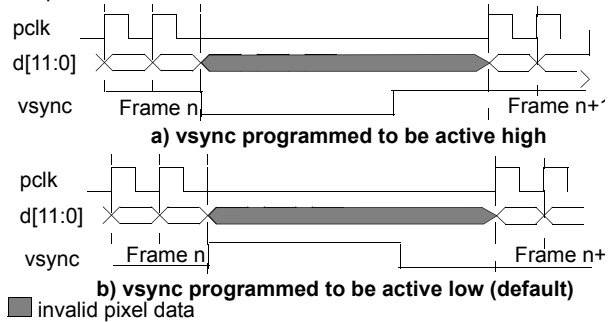 pclk
d[11:0]
vsync Frame n Frame n+1
a) vsync programmed to be active high
pclk
d[11:0]
vsync Frame n Frame n+
b) vsync programmed to be active low (default)
invalid pixel data